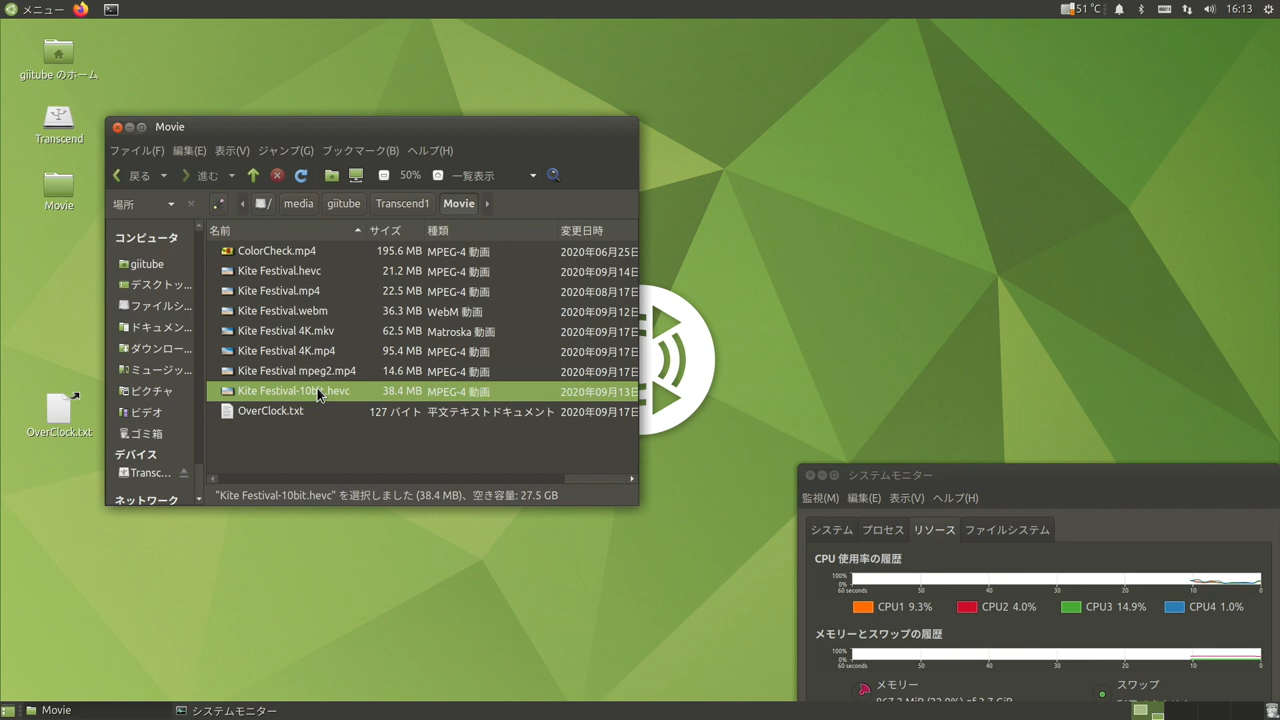 メニュー
51 ℃
16:13
giitube のホーム
Transcend
Movie
OverClock.txt
Movie
ファイル(F) 編集(E) 表示(V) ジャンプ(G) ブックマーク(B) ヘルプ(H)
戻る 進む 50% 一覧表示
場所 / media giitube Transcend1 Movie
コンピュータ
giitube
デスクトッ...
ファイルシ...
ドキュメン...
ダウンロー...
ミュージッ...
ピクチャ
ビデオ
ゴミ箱
デバイス
Transc...
ネットワーク
名前 サイズ 種類 変更日時
ColorCheck.mp4 195.6 MB MPEG-4 動画 2020年06月25日
Kite Festival.hevc 21.2 MB MPEG-4 動画 2020年09月14日
Kite Festival.mp4 22.5 MB MPEG-4 動画 2020年08月17日
Kite Festival.webm 36.3 MB WebM 動画 2020年09月12日
Kite Festival 4K.mkv 62.5 MB Matroska 動画 2020年09月17日
Kite Festival 4K.mp4 95.4 MB MPEG-4 動画 2020年09月17日
Kite Festival mpeg2.mp4 14.6 MB MPEG-4 動画 2020年09月17日
Kite Festival-10bit.hevc 38.4 MB MPEG-4 動画 2020年09月13日
OverClock.txt 127 バイト 平文テキストドキュメント 2020年09月17日
"Kite Festival-10bit.hevc" を選択しました (38.4 MB)、空き容量: 27.5 GB
システムモニター
監視(M) 編集(E) 表示(V) ヘルプ(H)
システム プロセス リソース ファイルシステム
CPU 使用率の履歴
100%
0%
60 seconds 50 40 30 20 10 0
CPU1 9.3% CPU2 4.0% CPU3 14.9% CPU4 1.0%
メモリーとスワップの履歴
100%
0%
60 seconds 50 40 30 20 10 0
メモリー スワップ
Movie システムモニター